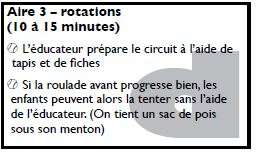 Aire 3 – rotations
(10 à 15 minutes)
L'éducateur prépare le circuit à l'aide de
tapis et de fiches
Si la roulade avant progresse bien, les
enfants peuvent alors la tenter sans l'aide
de l'éducateur. (On tient un sac de pois
sous son menton)
d